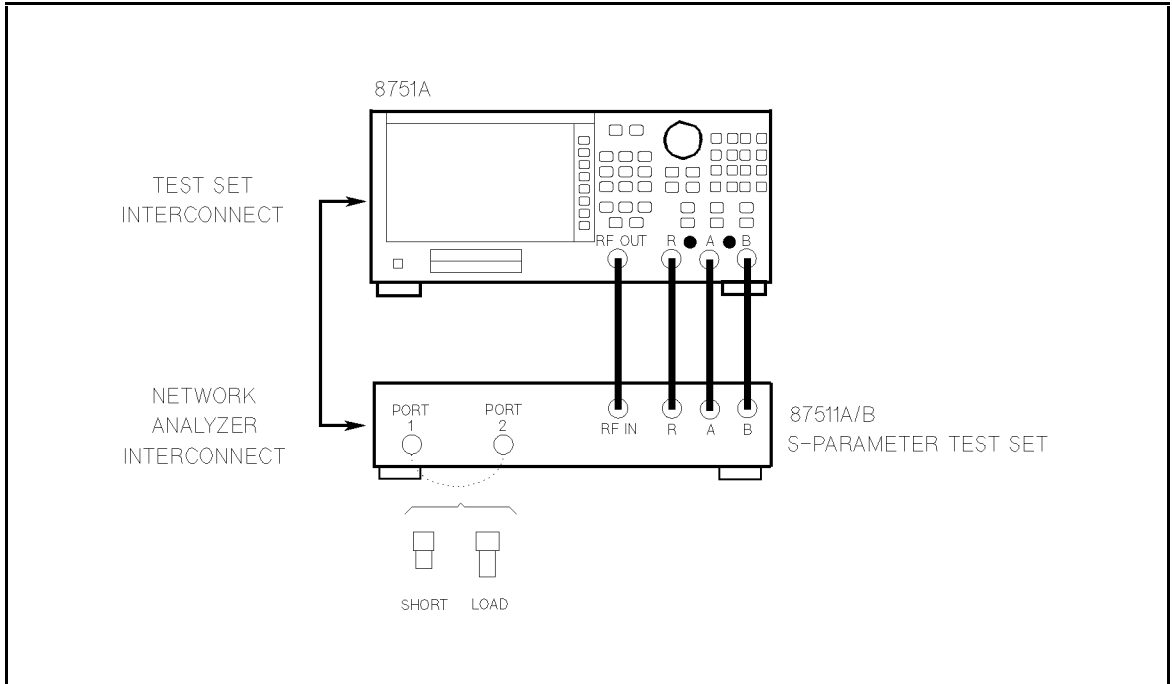 8751A
TEST SET
INTERCONNECT
RF OUT R A B
NETWORK
ANALYZER
INTERCONNECT
PORT
1
PORT
2
RF IN R A B
87511A/B
S-PARAMETER TEST SET
SHORT LOAD